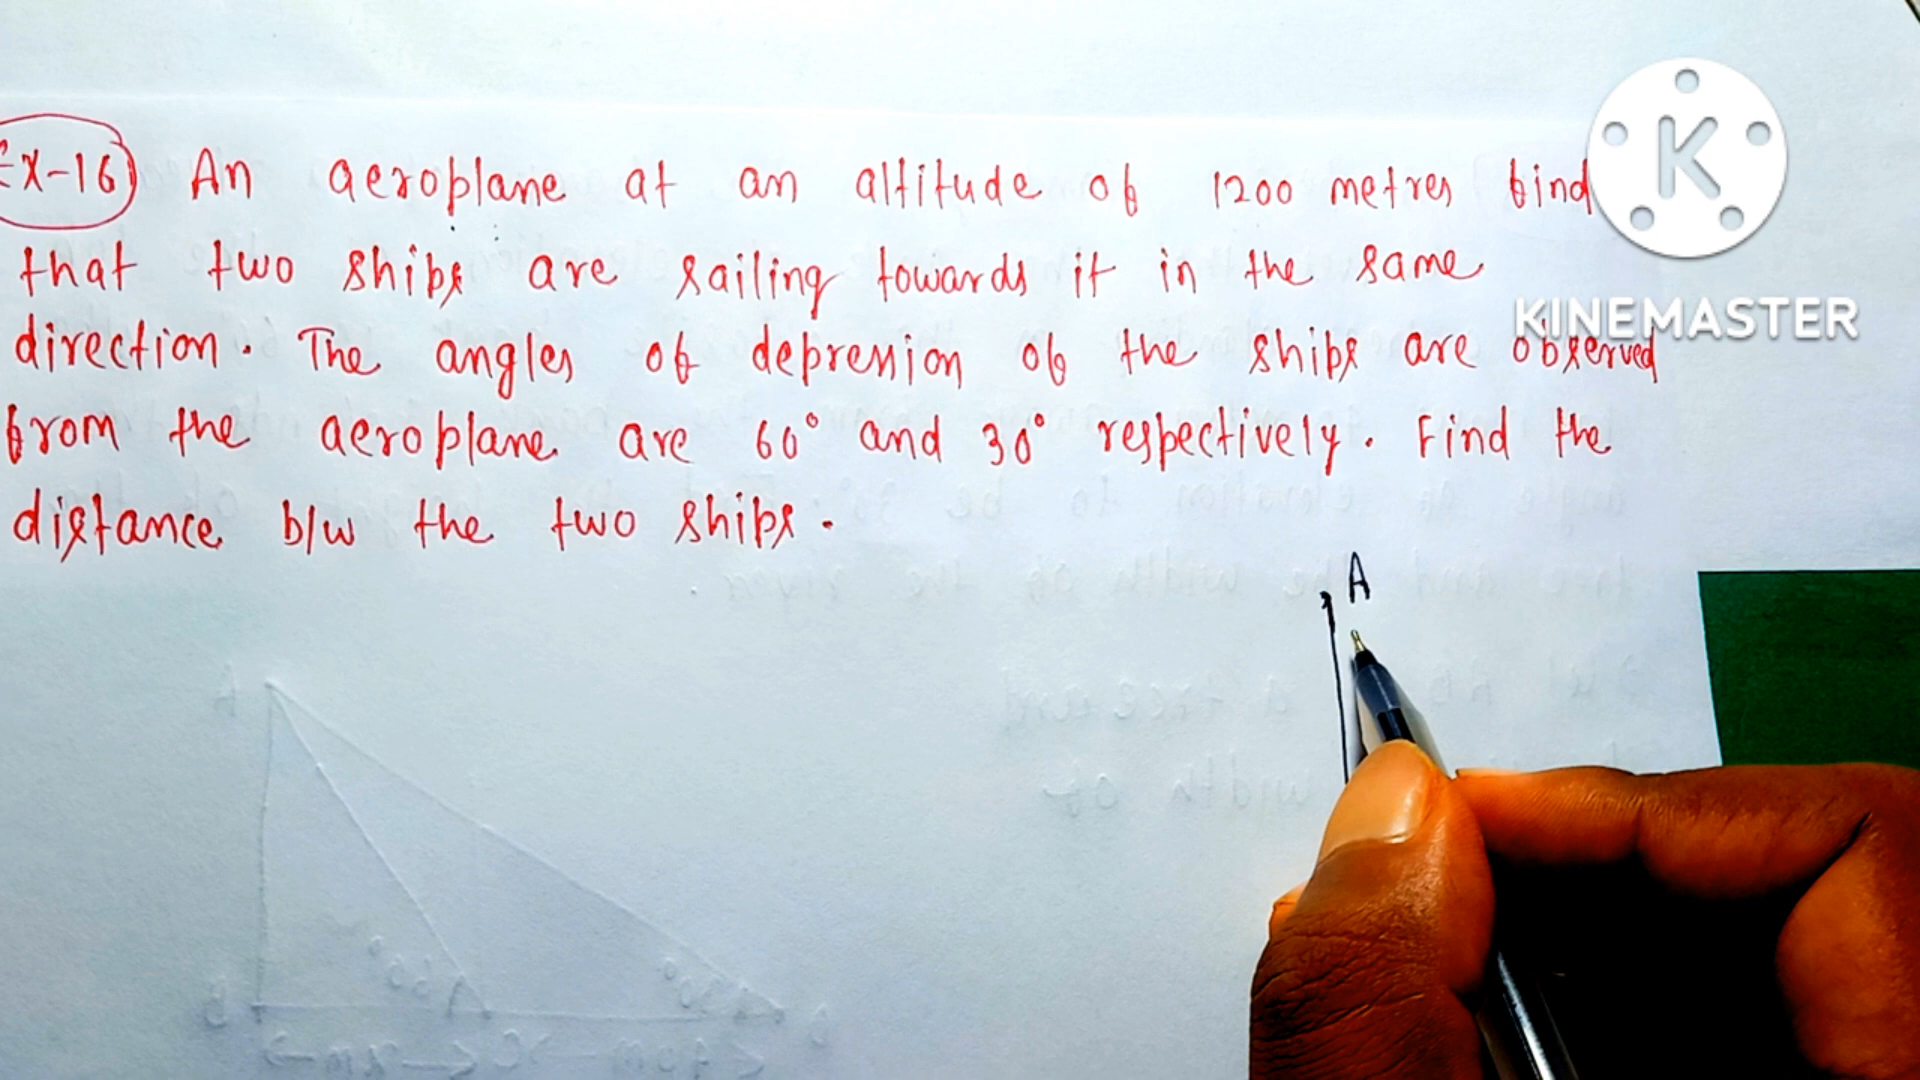 Ex-16) An aeroplane at an altitude of 1200 metres find
that two ships are sailing towards it in the same
direction. The angles of depression of the ships are observed
from the aeroplane are 60° and 30° respectively. Find the
distance b/w the two ships.
A
K
KINEMASTER